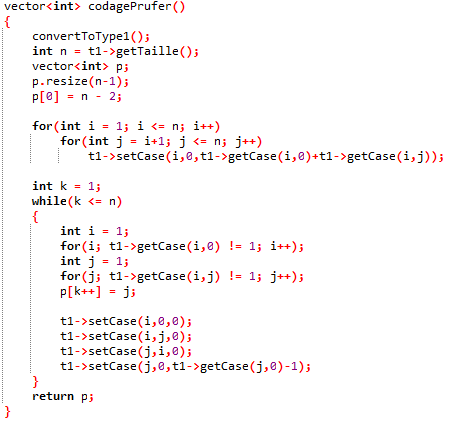 vector<int> codagePrufer()
{
convertToType1();
int n = t1->getTaille();
vector<int> p;
p.resize(n-1);
p[0] = n - 2;
for(int i = 1; i <= n; i++)
for(int j = i+1; j <= n; j++)
t1->setCase(i,0,t1->getCase(i,0)+t1->getCase(i,j));
int k = 1;
while(k <= n)
{
int i = 1;
for(i; t1->getCase(i,0) != 1; i++);
int j = 1;
for(j; t1->getCase(i,j) != 1; j++);
p[k++] = j;
t1->setCase(i,0,0);
t1->setCase(i,j,0);
t1->setCase(j,i,0);
t1->setCase(j,0,t1->getCase(j,0)-1);
}
return p;
}